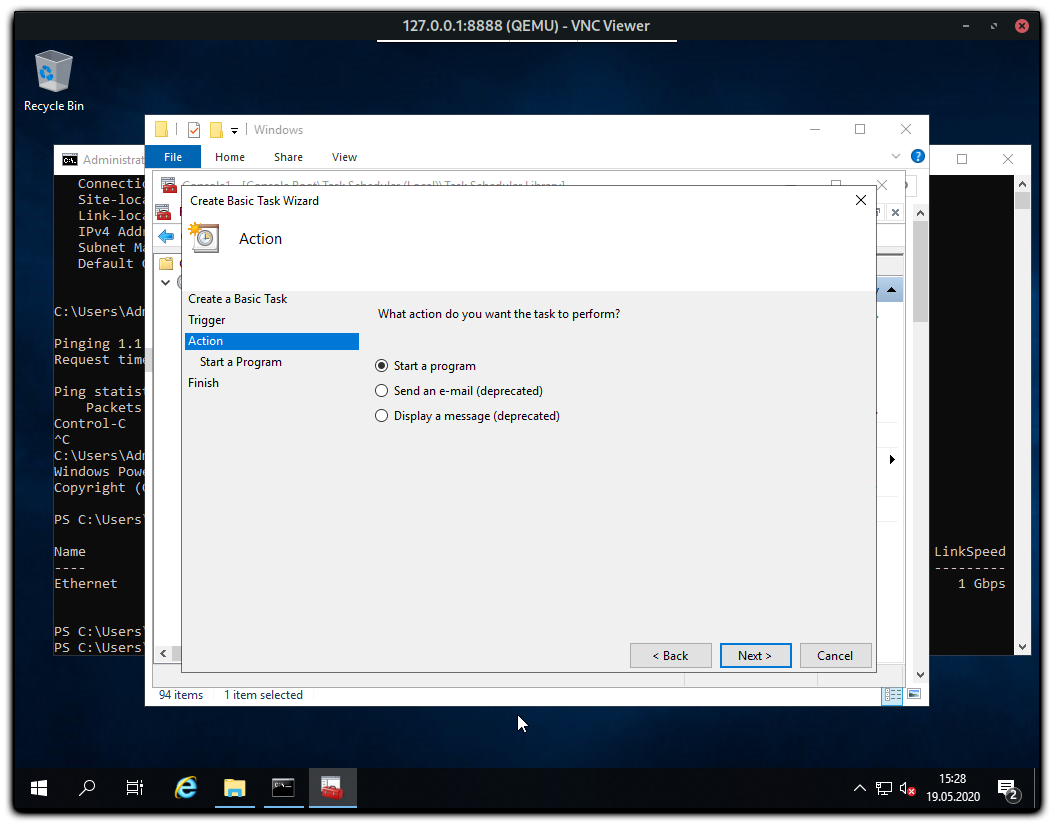 127.0.0.1:8888 (QEMU) - VNC Viewer
Recycle Bin
Windows
File
Home
Share
View
Administrat
Console1 - [Console Root\Task Scheduler (Local)\Task Scheduler Library]
Create Basic Task Wizard
Action
Create a Basic Task
Trigger
Action
Start a Program
Finish
What action do you want the task to perform?
Start a program
Send an e-mail (deprecated)
Display a message (deprecated)
< Back
Next >
Cancel
Connectio
Site-loca
Link-loca
IPv4 Addr
Subnet Ma
Default
C:\Users\Adm
Pinging 1.1
Request time
Ping statist
Packets
Control-C
^C
C:\Users\Adm
Windows Powe
Copyright (
PS C:\Users\
Name
LinkSpeed
----
---------
Ethernet
1 Gbps
PS C:\Users\
PS C:\Users\
94 items
1 item selected
15:28
19.05.2020
2